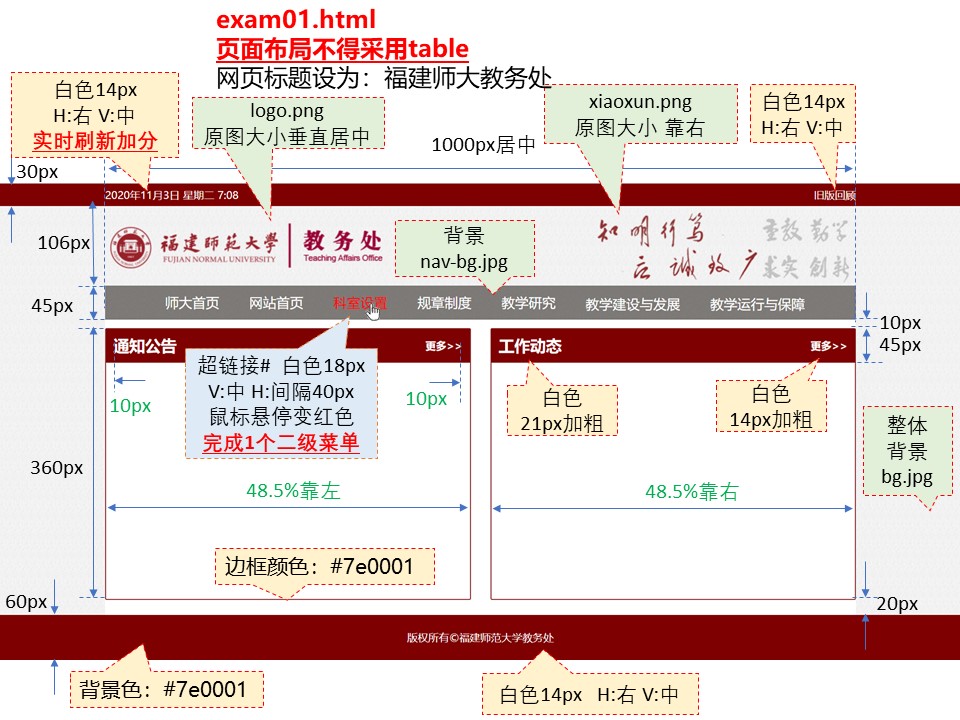 exam01.html
页面布局不得采用table
网页标题设为：福建师大教务处
白色14px
H:右 V:中
实时刷新加分
logo.png
原图大小垂直居中
1000px居中
xiaoxun.png
原图大小 靠右
白色14px
H:右 V:中
30px
2020年11月3日 星期二 7:08
旧版回顾
106px
福建师范大学
FUJIAN NORMAL UNIVERSITY
教务处
Teaching Affairs Office
背景
nav-bg.jpg
知明行笃
立诚致广
重教 勤学
求实 创新
45px
师大首页
网站首页
科室设置
规章制度
教学研究
教学建设与发展
教学运行与保障
10px
45px
通知公告
更多>>
工作动态
更多>>
超链接# 白色18px
V:中 H:间隔40px
鼠标悬停变红色
完成1个二级菜单
10px
10px
白色
21px加粗
白色
14px加粗
整体
背景
bg.jpg
360px
48.5%靠左
48.5%靠右
边框颜色：#7e0001
60px
20px
版权所有©福建师范大学教务处
背景色：#7e0001
白色14px H:右 V:中